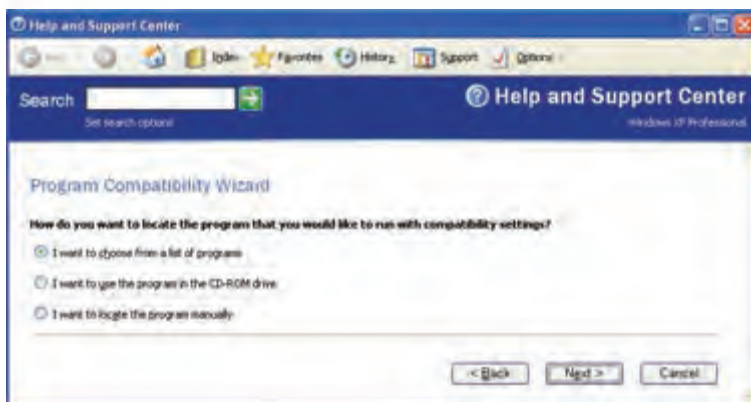 Help and Support Center
Index Favorites History Support Options
Search
Help and Support Center
Set search options
Windows XP Professional
Program Compatibility Wizard
How do you want to locate the program that you would like to run with compatibility settings?
I want to choose from a list of programs
I want to use the program in the CD-ROM drive
I want to locate the program manually
< Back Next > Cancel